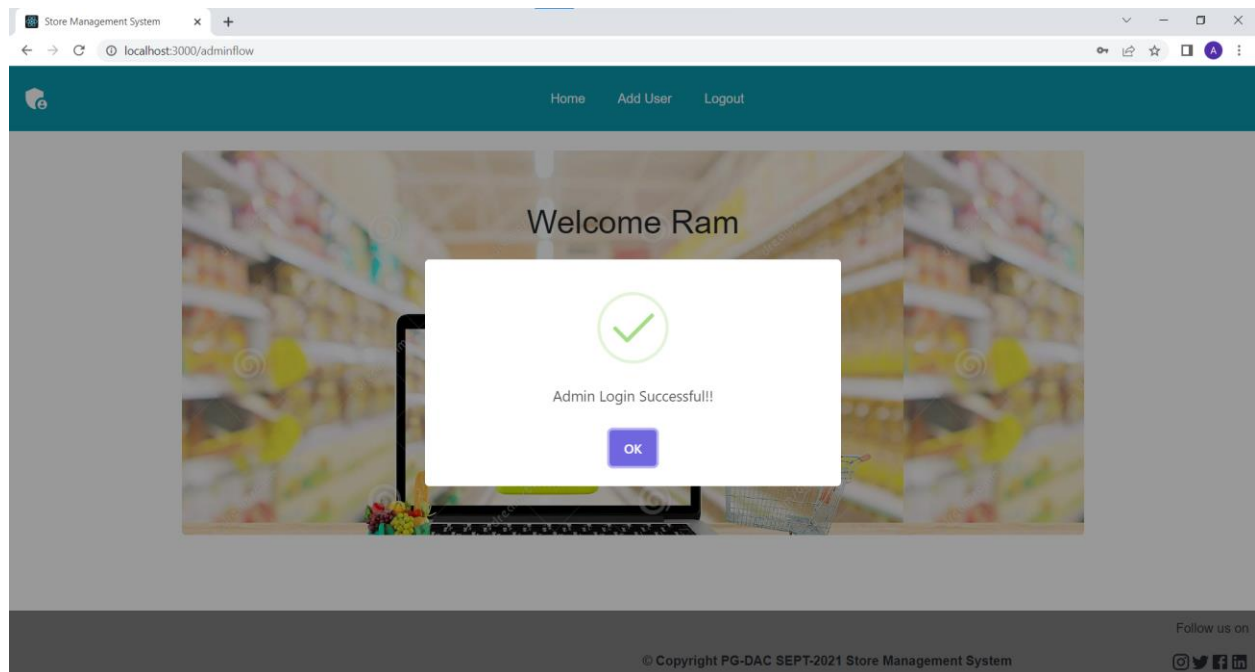 Store Management System
localhost:3000/adminflow
A
Home Add User Logout
Welcome Ram
Admin Login Successful!!
OK
Follow us on
© Copyright PG-DAC SEPT-2021 Store Management System